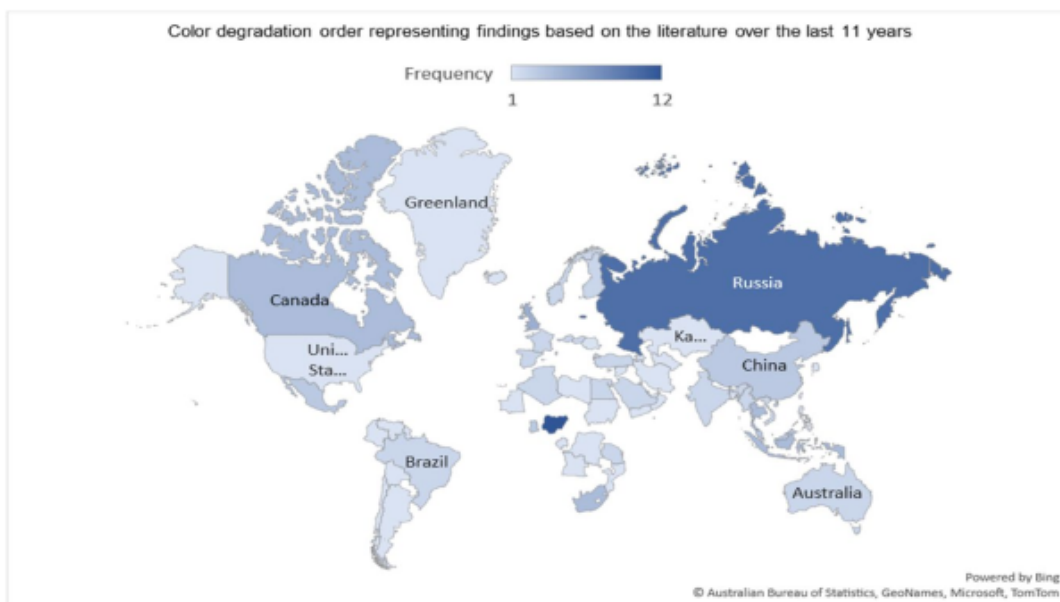 Color degradation order representing findings based on the literature over the last 11 years
Frequency
1 12
Greenland
Canada
Russia
Uni...
Sta...
Ka...
China
Brazil
Australia
Powered by Bing
© Australian Bureau of Statistics, GeoNames, Microsoft, TomTom